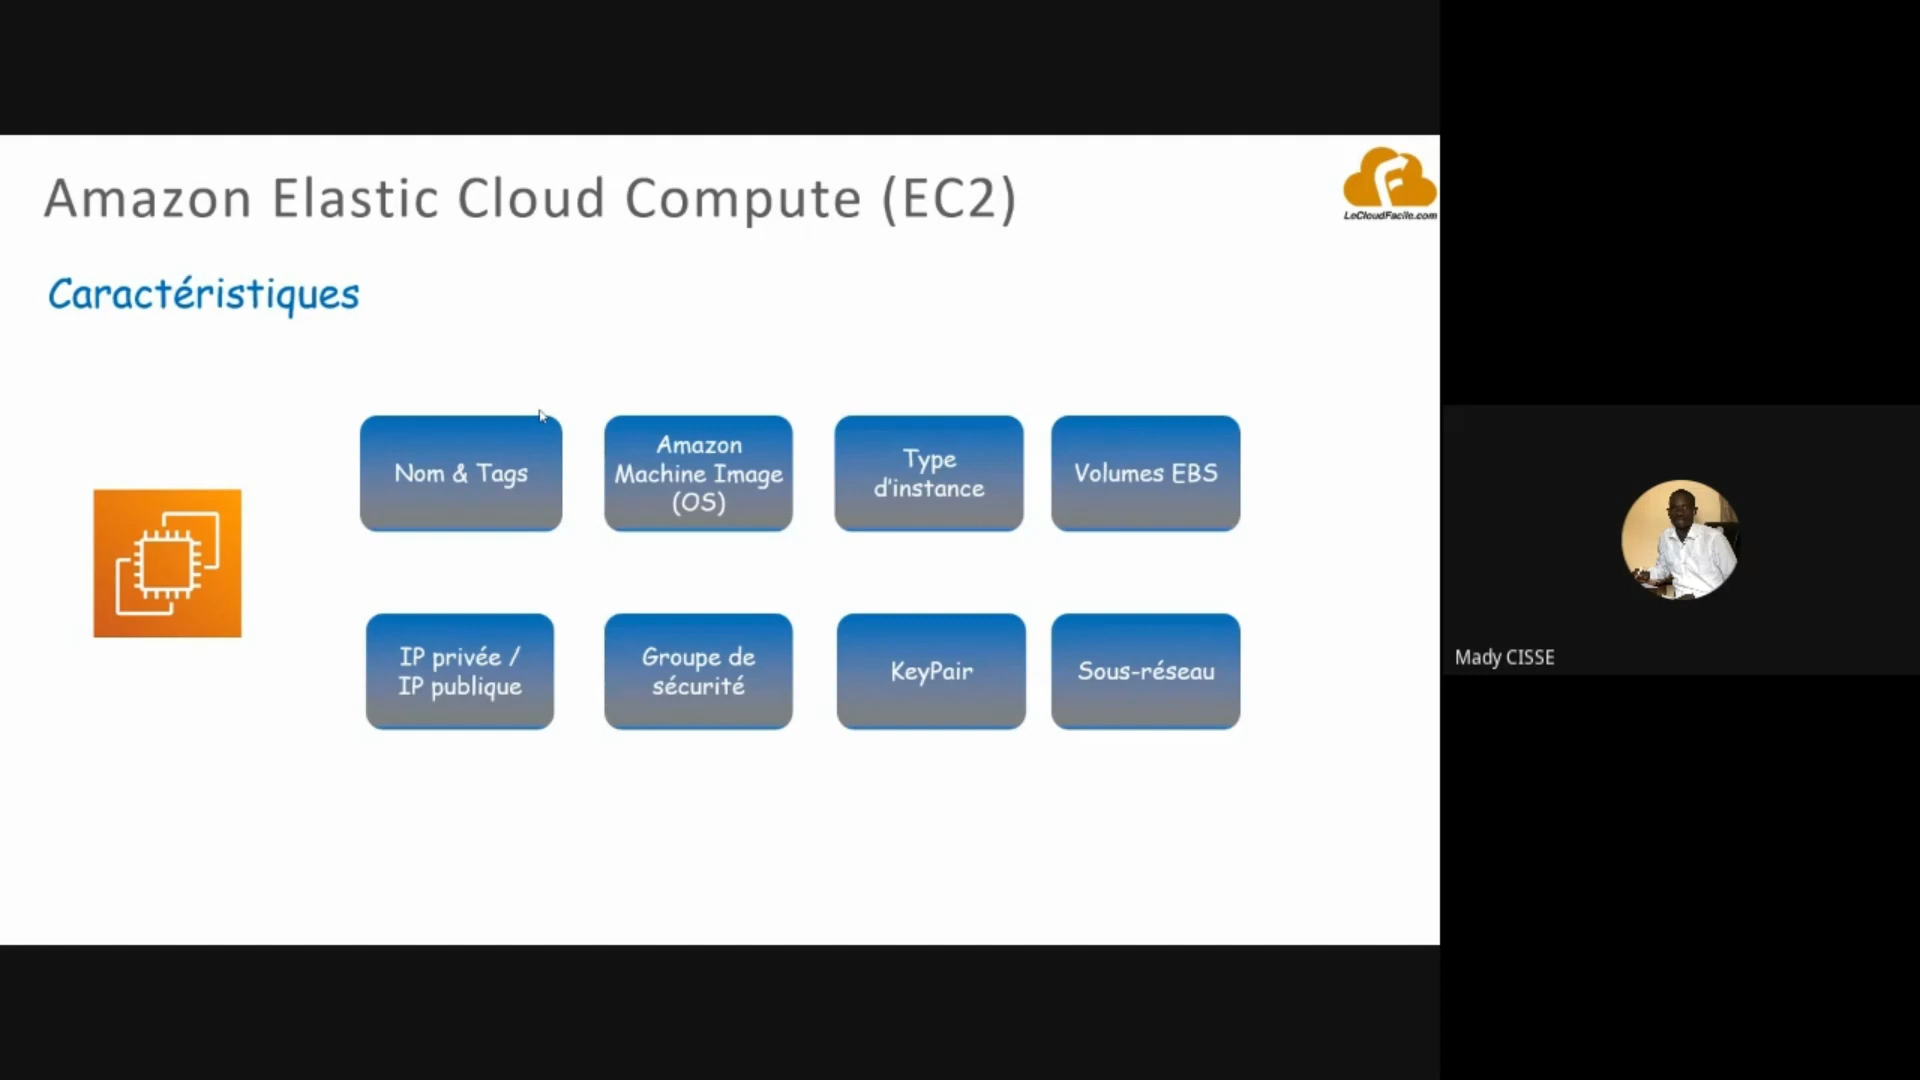 Amazon Elastic Cloud Compute (EC2)
LeCloudFacile.com
Caractéristiques
Nom & Tags
Amazon
Machine Image
(OS)
Type
d'instance
Volumes EBS
IP privée /
IP publique
Groupe de
sécurité
KeyPair
Sous-réseau
Mady CISSE